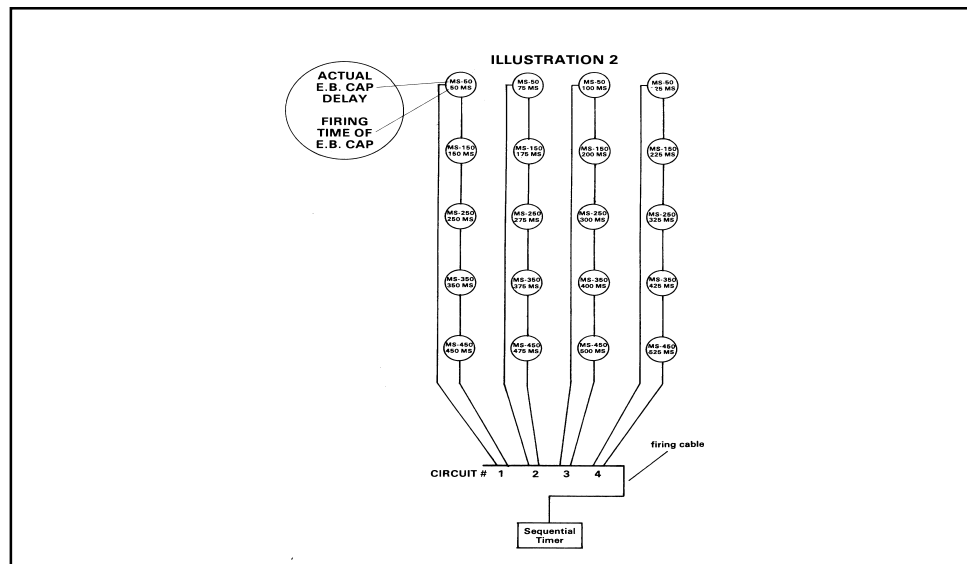 ILLUSTRATION 2
ACTUAL
E.B. CAP
DELAY
FIRING
TIME OF
E.B. CAP
MS-50
50 MS
MS-50
75 MS
MS-50
100 MS
MS-50
125 MS
MS-150
150 MS
MS-150
175 MS
MS-150
200 MS
MS-150
225 MS
MS-250
250 MS
MS-250
275 MS
MS-250
300 MS
MS-250
325 MS
MS-350
350 MS
MS-350
375 MS
MS-350
400 MS
MS-350
425 MS
MS-450
450 MS
MS-450
475 MS
MS-450
500 MS
MS-450
525 MS
firing cable
CIRCUIT # 1 2 3 4
Sequential
Timer